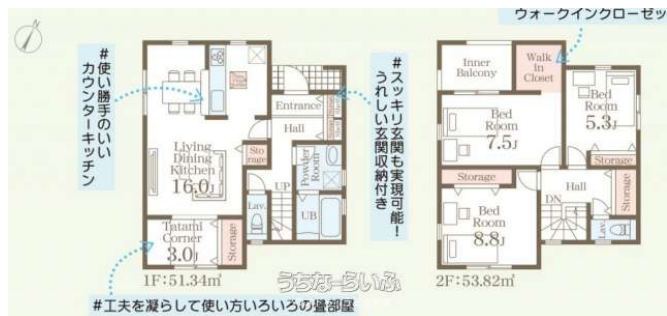 ウォークインクローゼッ
#使い勝手のいい
カウンターキッチン
#スッキリ玄関も実現可能!
うれしい玄関収納付き
Entrance
Hall
Living
Dining
Kitchen
16.0J
Sto
rage
Powder
Room
UP
Lav.
UB
Tatami
Corner
3.0J
Storage
1F:51.34㎡
#工夫を凝らして使い方いろいろの畳部屋
Inner
Balcony
Walk
in
Closet
Bed
Room
5.3J
Bed
Room
7.5J
Storage
Storage
Hall
Storage
DN
Bed
Room
8.8J
Lav.
2F:53.82㎡
うちなーらいふ